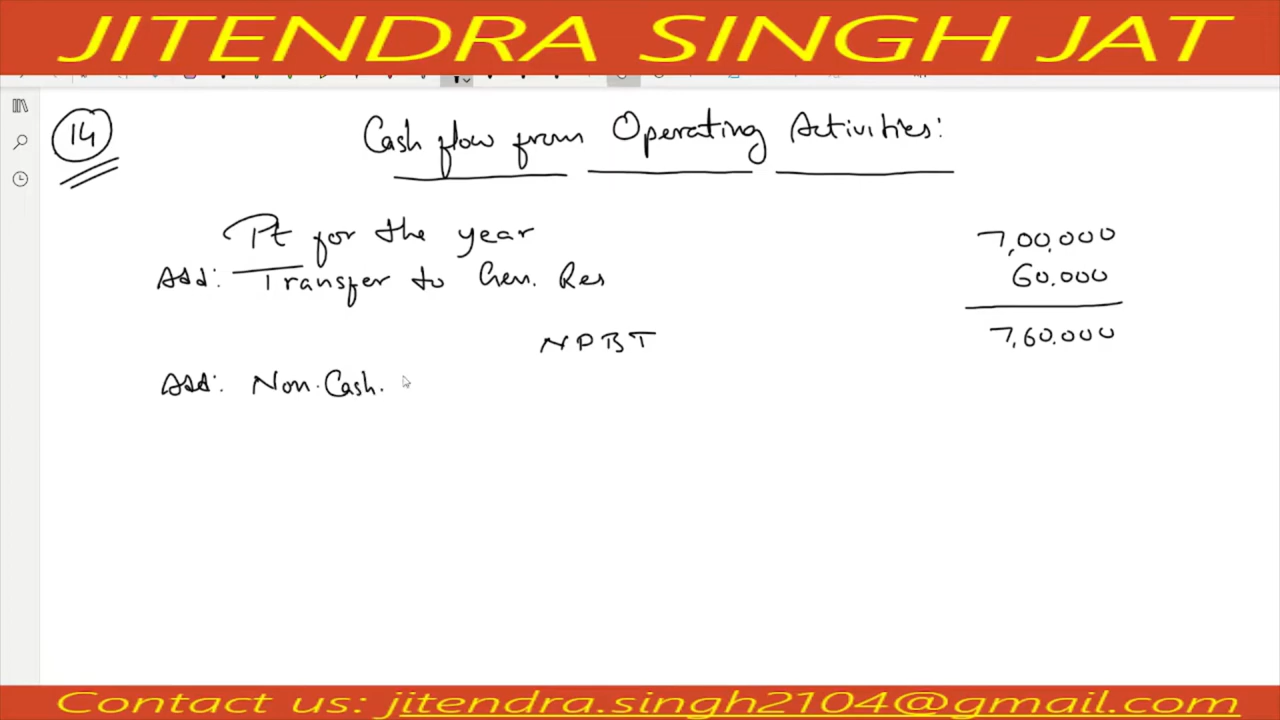 JITENDRA SINGH JAT
14
Cash flow from Operating Activities:
Pt for the year 7,00,000
Add: Transfer to Gen. Res 60,000
NPBT 7,60,000
Add: Non. Cash.
Contact us: jitendra.singh2104@gmail.com